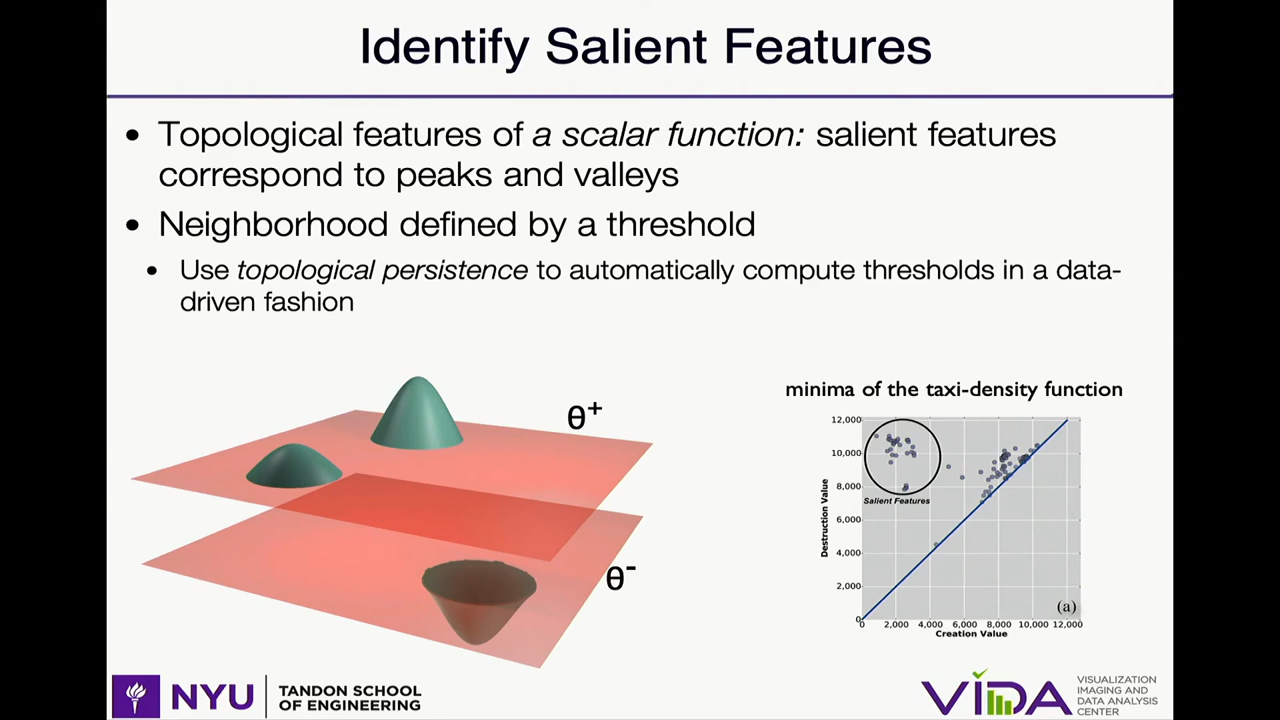 Identify Salient Features
• Topological features of a scalar function: salient features
correspond to peaks and valleys
• Neighborhood defined by a threshold
• Use topological persistence to automatically compute thresholds in a data-
driven fashion
θ+
θ-
minima of the taxi-density function
12,000
10,000
8,000
6,000
4,000
2,000
0
Destruction Value
Salient Features
(a)
0 2,000 4,000 6,000 8,000 10,000 12,000
Creation Value
NYU
TANDON SCHOOL
OF ENGINEERING
VIDA
VISUALIZATION
IMAGING AND
DATA ANALYSIS
CENTER